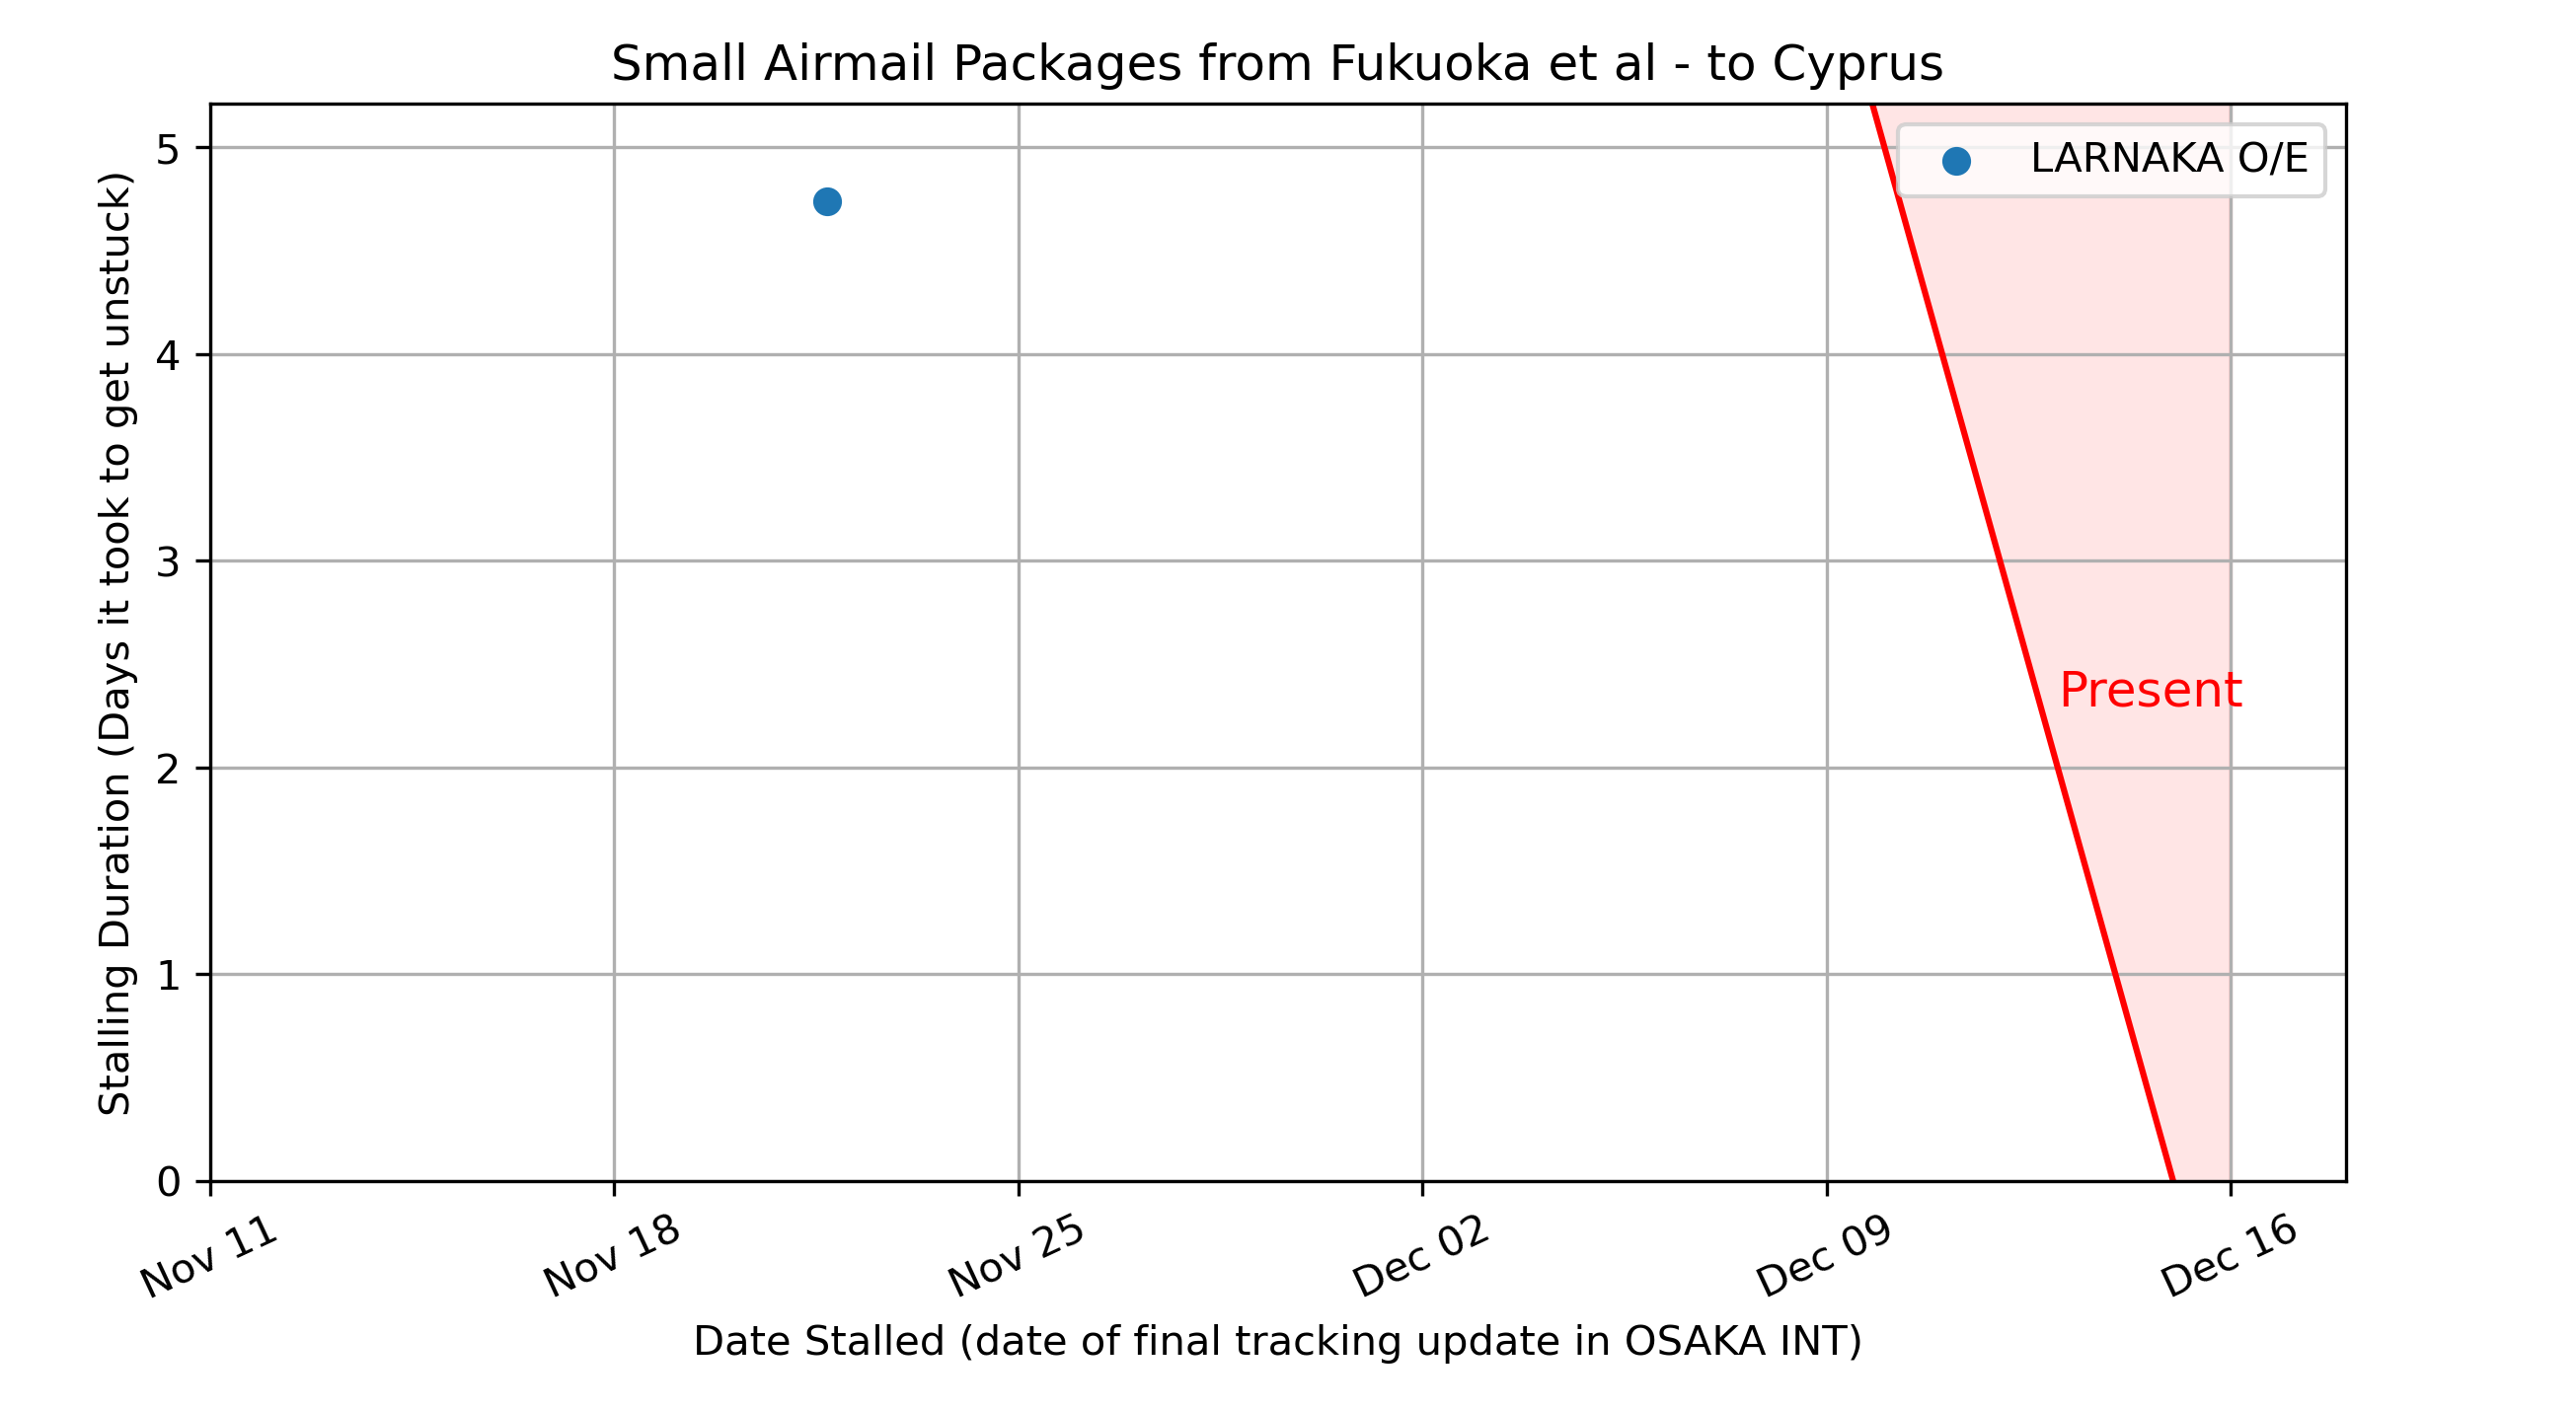 Small Airmail Packages from Fukuoka et al - to Cyprus
LARNAKA O/E
Present
Stalling Duration (Days it took to get unstuck)
5
4
3
2
1
0
Nov 11
Nov 18
Nov 25
Dec 02
Dec 09
Dec 16
Date Stalled (date of final tracking update in OSAKA INT)